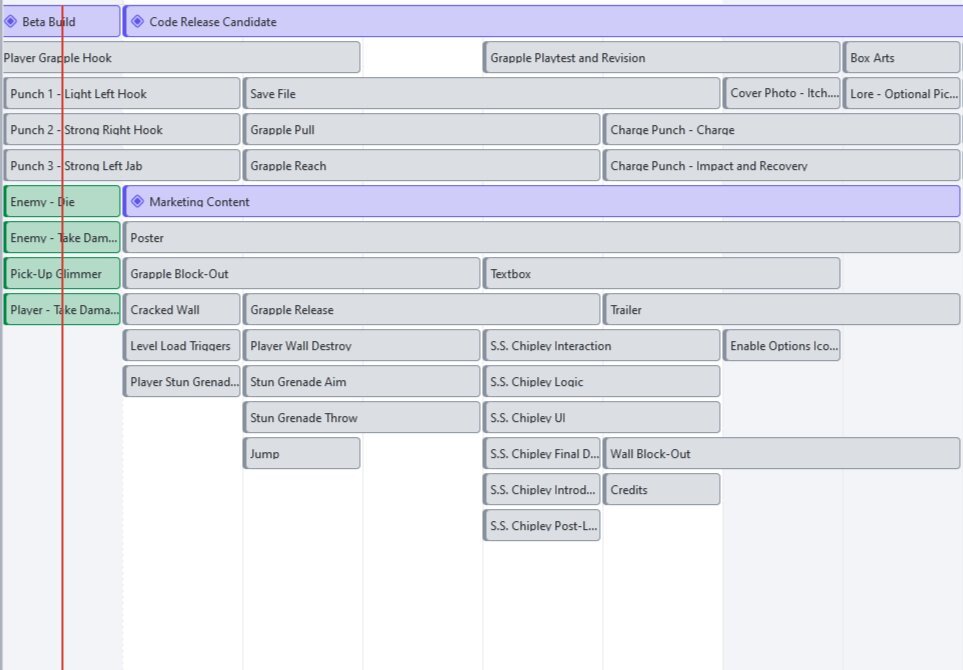 Beta Build Code Release Candidate
Player Grapple Hook Grapple Playtest and Revision Box Arts
Punch 1 - Light Left Hook Save File Cover Photo - Itch.... Lore - Optional Pic...
Punch 2 - Strong Right Hook Grapple Pull Charge Punch - Charge
Punch 3 - Strong Left Jab Grapple Reach Charge Punch - Impact and Recovery
Enemy - Die Marketing Content
Enemy - Take Dam... Poster
Pick-Up Glimmer Grapple Block-Out Textbox
Player - Take Dama... Cracked Wall Grapple Release Trailer
Level Load Triggers Player Wall Destroy S.S. Chipley Interaction Enable Options Ico...
Player Stun Grenad... Stun Grenade Aim S.S. Chipley Logic
Stun Grenade Throw S.S. Chipley UI
Jump S.S. Chipley Final D... Wall Block-Out
S.S. Chipley Introd... Credits
S.S. Chipley Post-L...